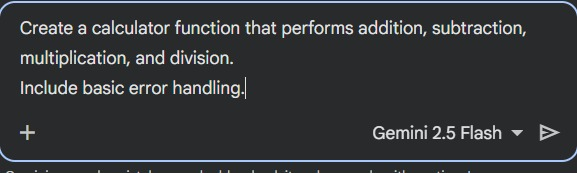 Create a calculator function that performs addition, subtraction,
multiplication, and division.
Include basic error handling.
Gemini 2.5 Flash